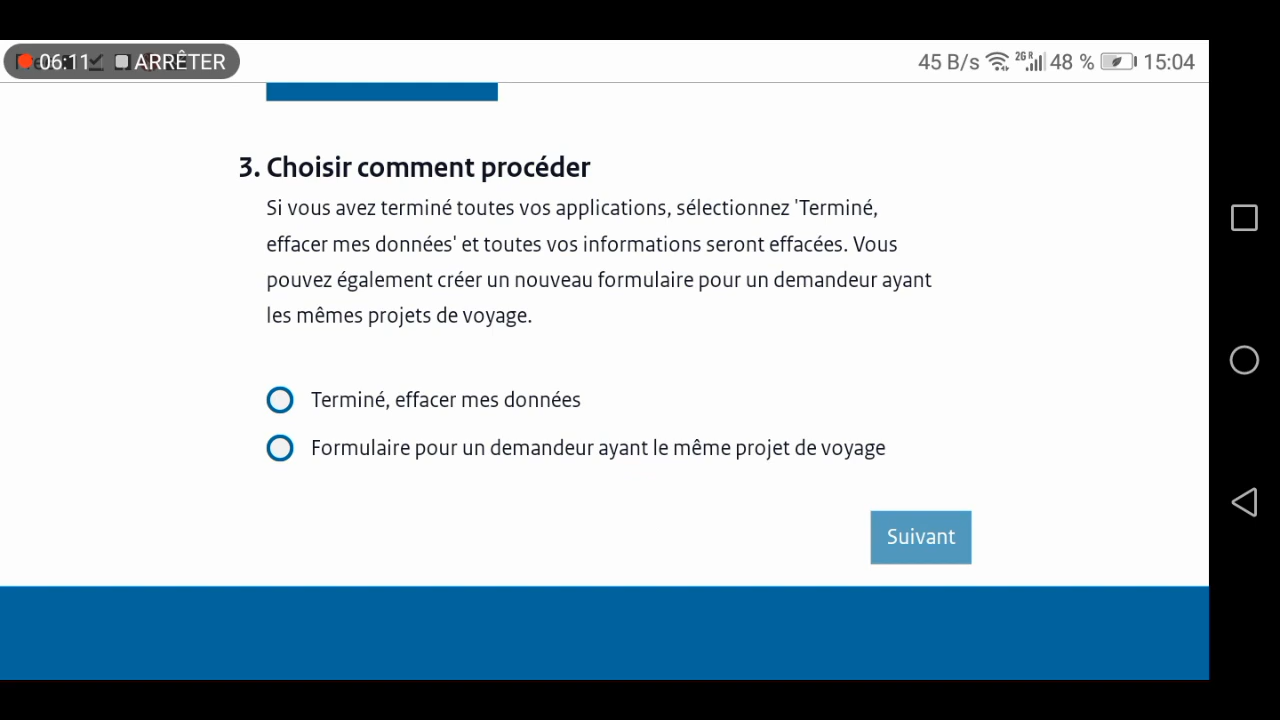 06:11 ARRÊTER
45 B/s 2G R 48 % 15:04
3. Choisir comment procéder
Si vous avez terminé toutes vos applications, sélectionnez 'Terminé,
effacer mes données' et toutes vos informations seront effacées. Vous
pouvez également créer un nouveau formulaire pour un demandeur ayant
les mêmes projets de voyage.
Terminé, effacer mes données
Formulaire pour un demandeur ayant le même projet de voyage
Suivant